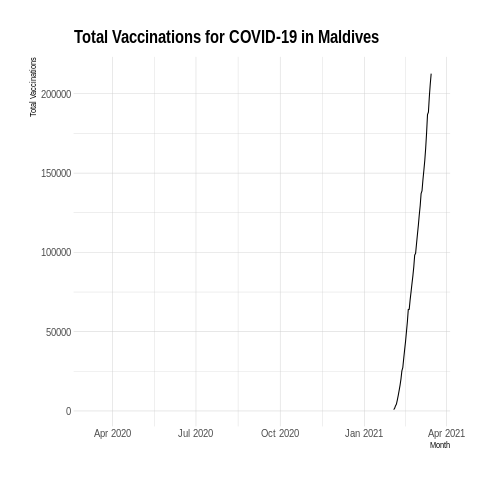 Total Vaccinations for COVID-19 in Maldives
Total Vaccinations
200000
150000
100000
50000
0
Apr 2020 Jul 2020 Oct 2020 Jan 2021 Apr 2021
Month